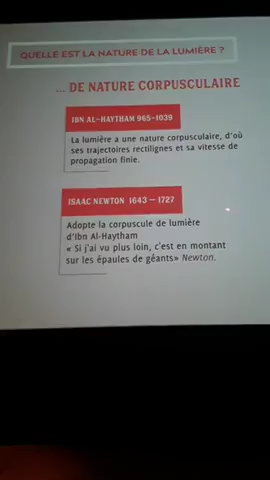 QUELLE EST LA NATURE DE LA LUMIÈRE ?
... DE NATURE CORPUSCULAIRE
IBN AL-HAYTHAM 965-1039
La lumière a une nature corpusculaire, d'où
ses trajectoires rectilignes et sa vitesse de
propagation finie.
ISAAC NEWTON 1643 – 1727
Adopte la corpuscule de lumière
d'Ibn Al-Haytham
« Si j'ai vu plus loin, c'est en montant
sur les épaules de géants» Newton.